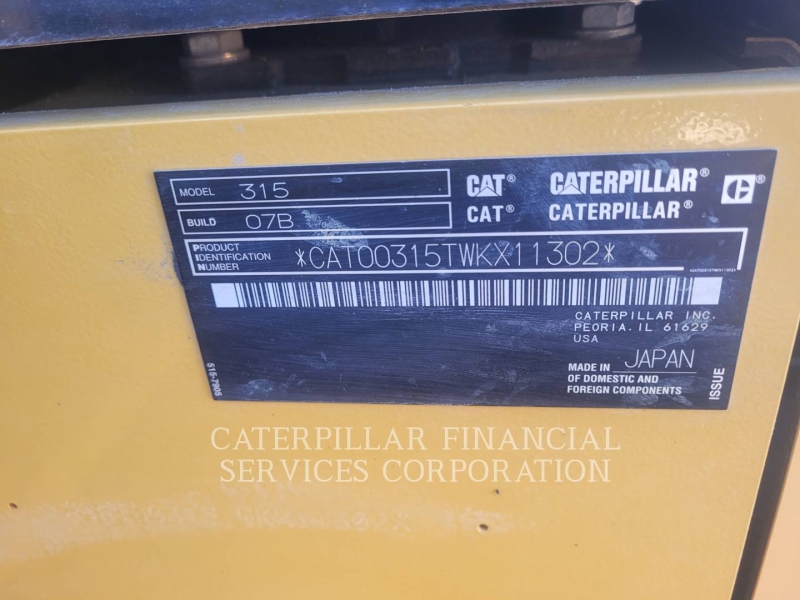 MODEL 315
CAT® CATERPILLAR® C®
BUILD 07B
CAT® CATERPILLAR®
PRODUCT
IDENTIFICATION
NUMBER
*CAT00315TWKX11302*
CATERPILLAR INC.
PEORIA. IL 61629
USA
MADE IN JAPAN
OF DOMESTIC AND
FOREIGN COMPONENTS
515-7905
ISSUE
CATERPILLAR FINANCIAL
SERVICES CORPORATION